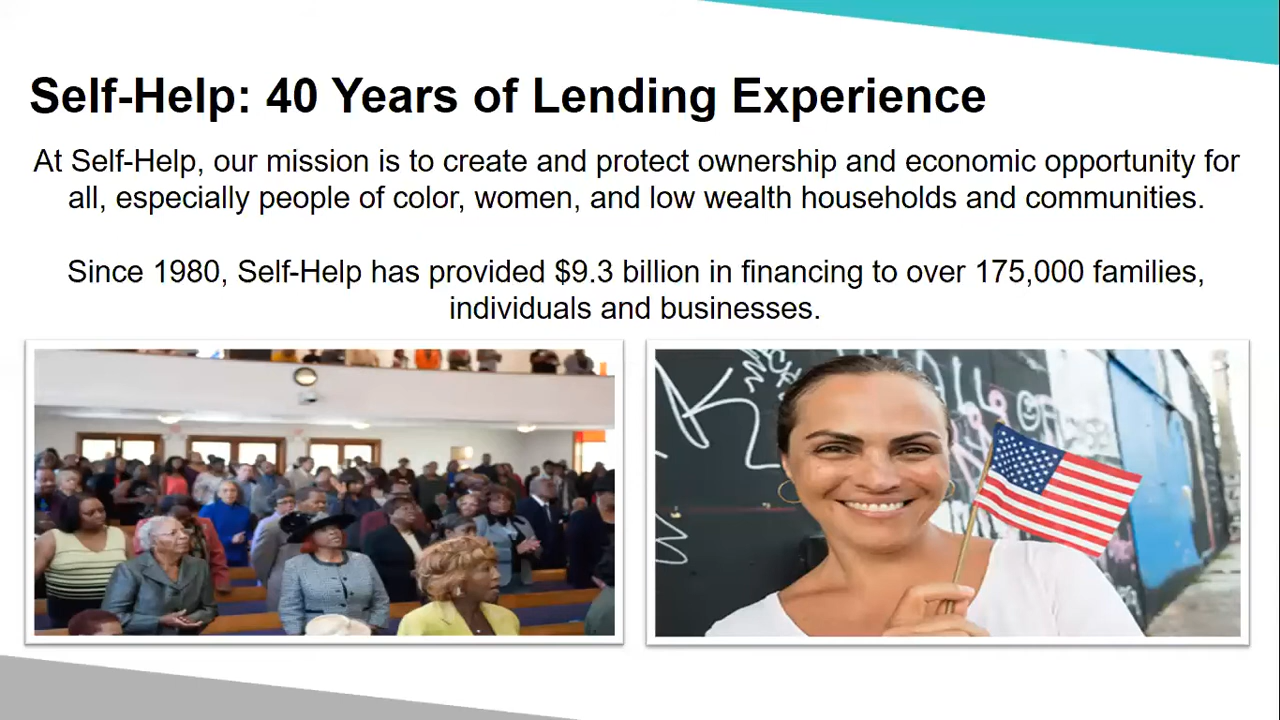 Self-Help: 40 Years of Lending Experience
At Self-Help, our mission is to create and protect ownership and economic opportunity for
all, especially people of color, women, and low wealth households and communities.
Since 1980, Self-Help has provided $9.3 billion in financing to over 175,000 families,
individuals and businesses.